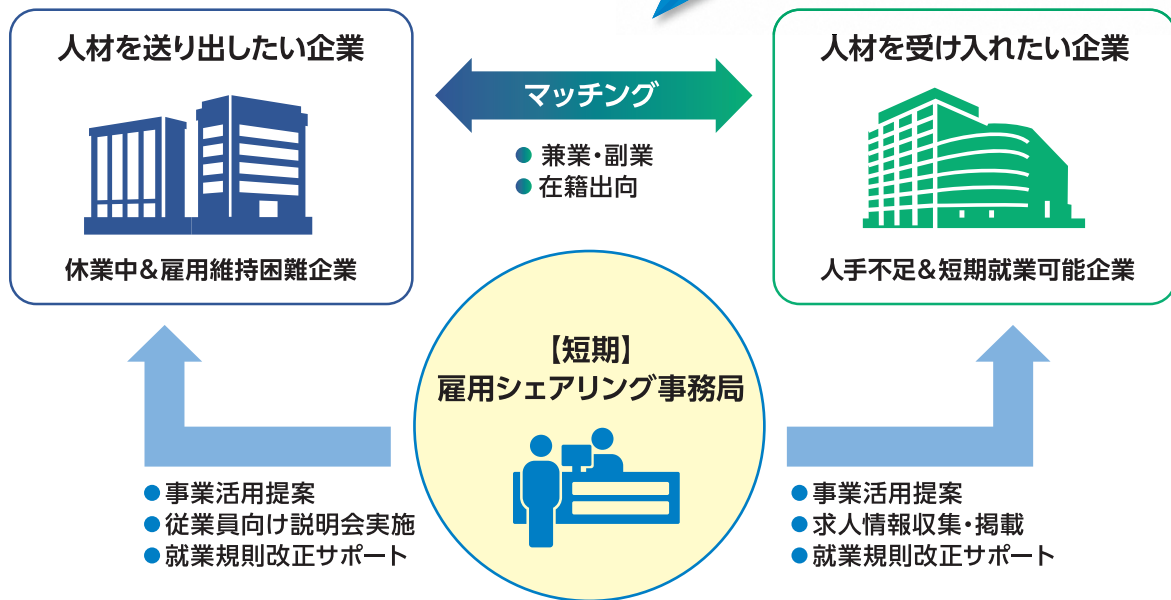 人材を送り出したい企業
休業中&雇用維持困難企業
マッチング
● 兼業・副業
● 在籍出向
人材を受け入れたい企業
人手不足&短期就業可能企業
【短期】
雇用シェアリング事務局
● 事業活用提案
● 従業員向け説明会実施
● 就業規則改正サポート
● 事業活用提案
● 求人情報収集・掲載
● 就業規則改正サポート